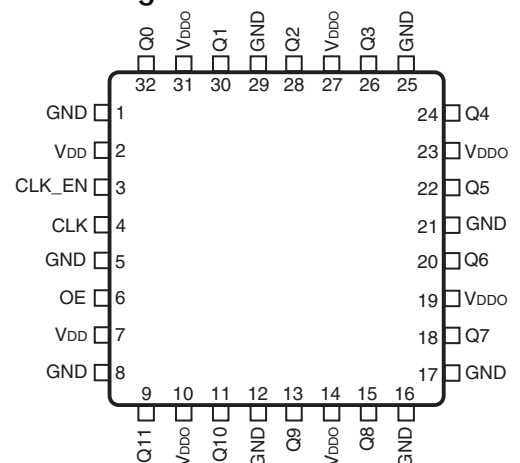 Q0 VDDO Q1 GND Q2 VDDO Q3 GND
32 31 30 29 28 27 26 25
GND 1
VDD 2
CLK_EN 3
CLK 4
GND 5
OE 6
VDD 7
GND 8
24 Q4
23 VDDO
22 Q5
21 GND
20 Q6
19 VDDO
18 Q7
17 GND
9 10 11 12 13 14 15 16
Q11 VDDO Q10 GND Q9 VDDO Q8 GND